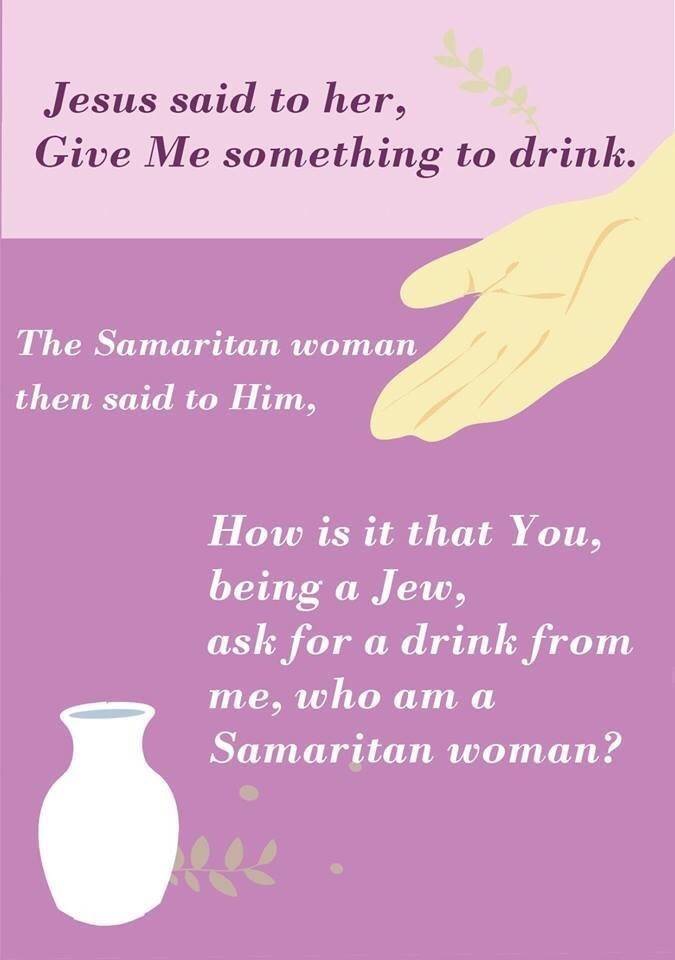 Jesus said to her,
Give Me something to drink.
The Samaritan woman
then said to Him,
How is it that You,
being a Jew,
ask for a drink from
me, who am a
Samaritan woman?